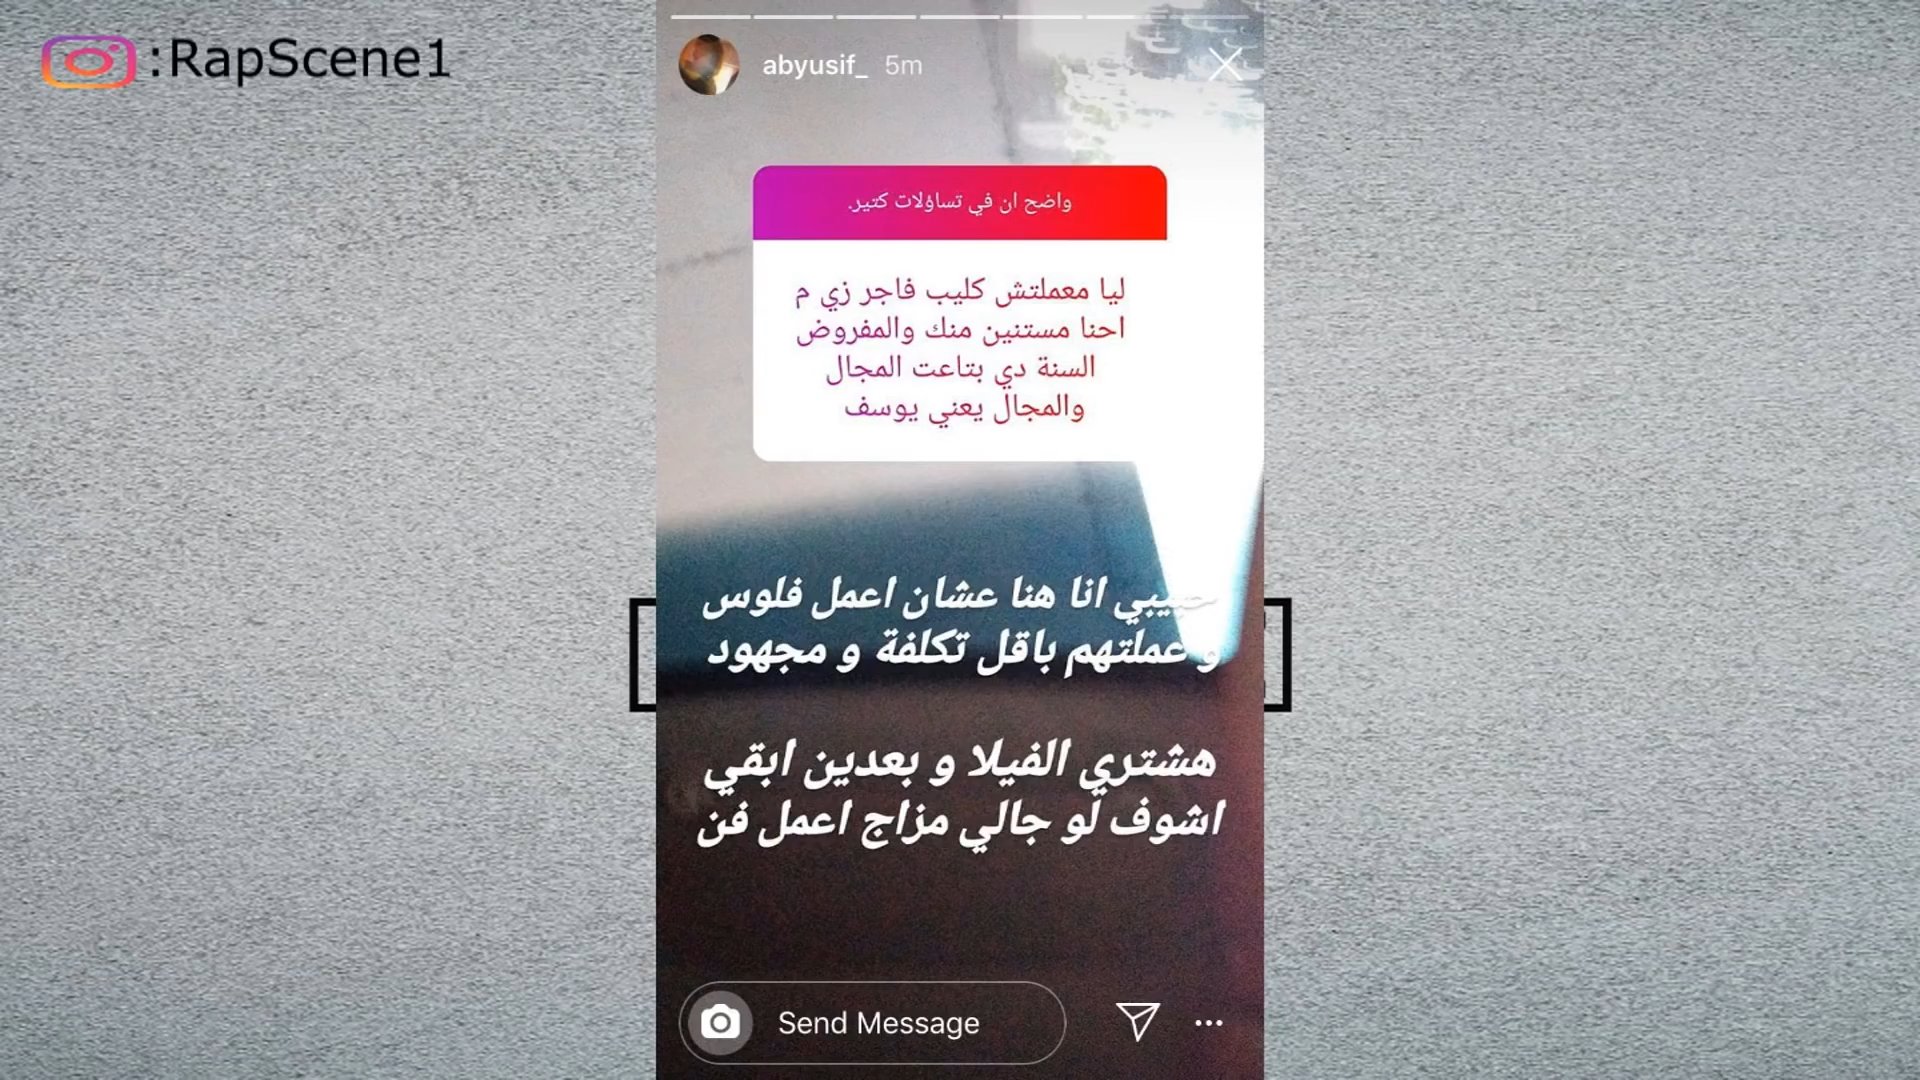 :RapScene1
abyusif_ 5m
واضح ان في تساؤلات كتير.
ليا معملتش كليب فاجر زي م
احنا مستنين منك والمفروض
السنة دي بتاعت المجال
والمجال يعني يوسف
حبيبي انا هنا عشان اعمل فلوس
و عملتهم باقل تكلفة و مجهود
هشتري الفيلا و بعدين ابقي
اشوف لو جالي مزاج اعمل فن
Send Message